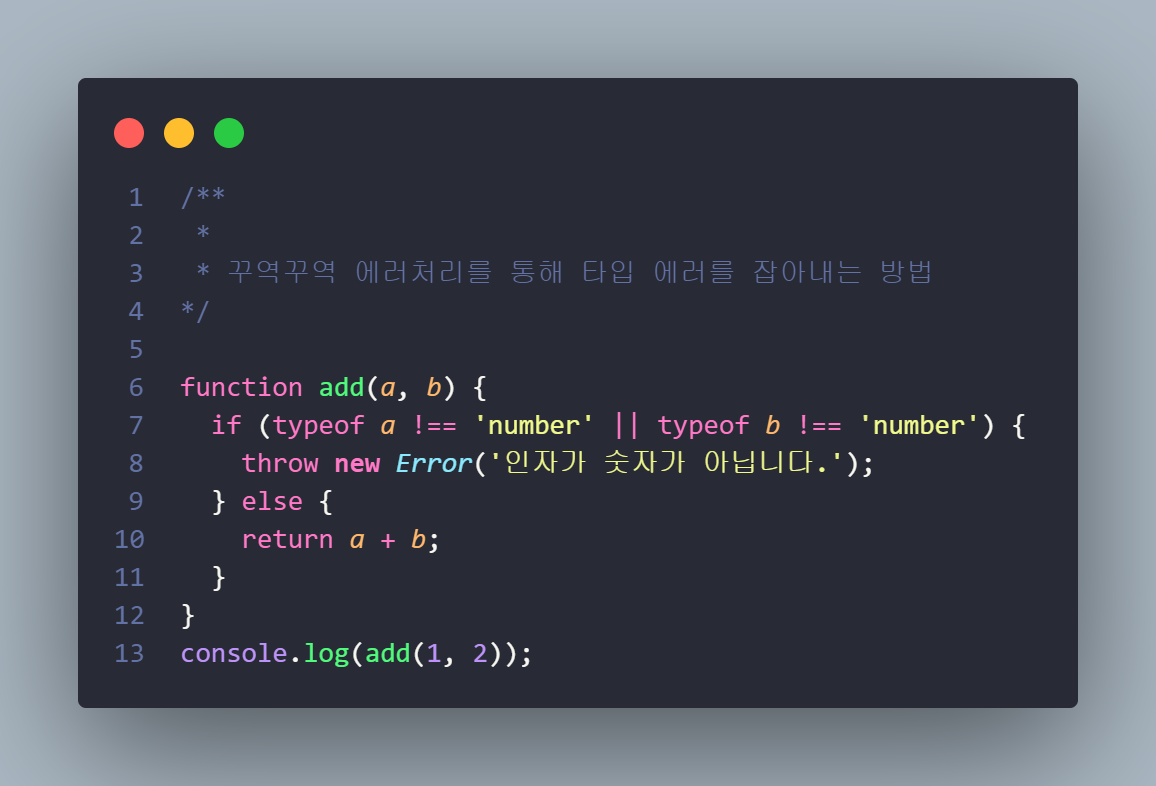 1 /**
2  *
3  * 꾸역꾸역 에러처리를 통해 타입 에러를 잡아내는 방법
4 */
5
6 function add(a, b) {
7   if (typeof a !== 'number' || typeof b !== 'number') {
8     throw new Error('인자가 숫자가 아닙니다.');
9   } else {
10     return a + b;
11   }
12 }
13 console.log(add(1, 2));